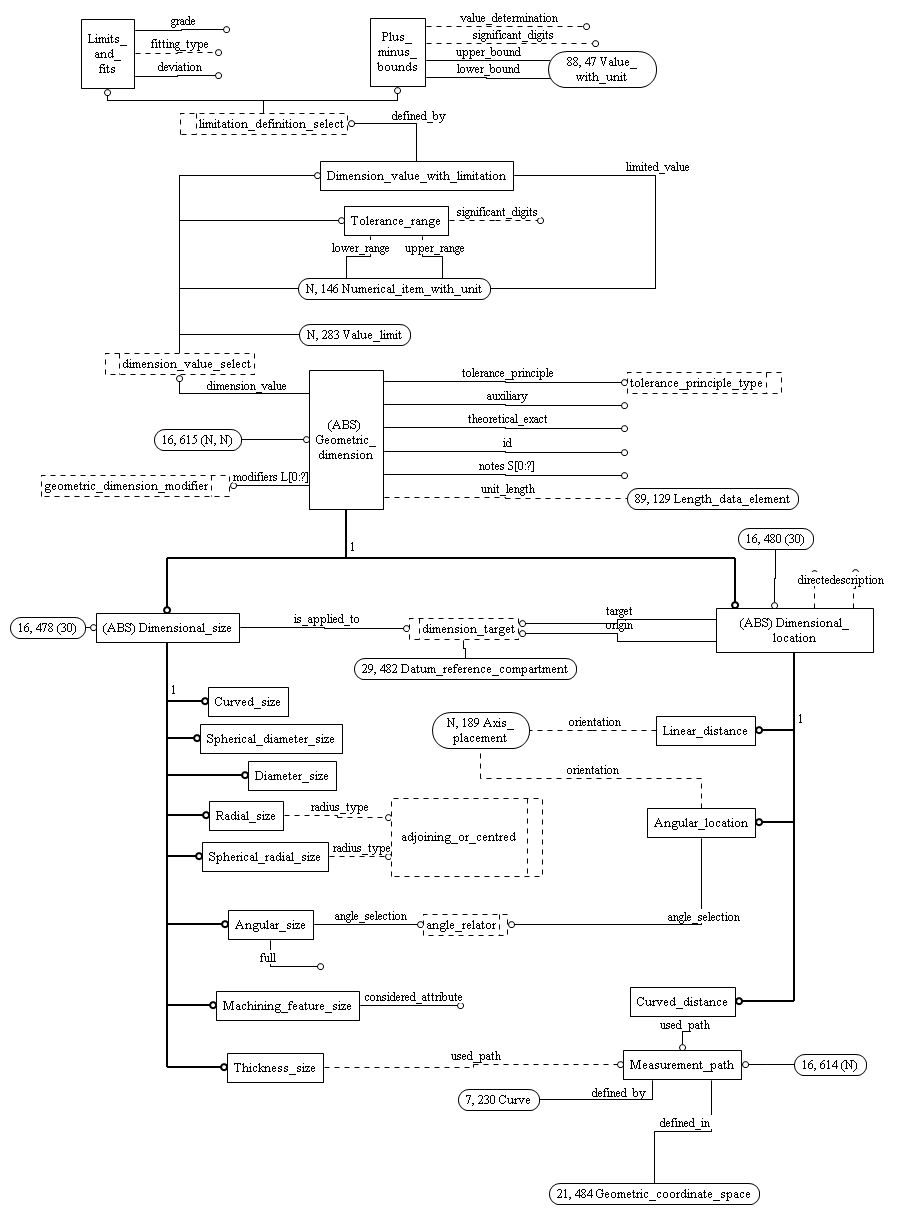 grade
fitting_type
deviation
Limits_
and_
fits
value_determination
significant_digits
upper_bound
lower_bound
Plus_
minus_
bounds
88, 47 Value_
with_unit
limitation_definition_select
defined_by
Dimension_value_with_limitation
limited_value
Tolerance_range
significant_digits
lower_range
upper_range
N, 146 Numerical_item_with_unit
N, 283 Value_limit
dimension_value_select
dimension_value
tolerance_principle
tolerance_principle_type
auxiliary
theoretical_exact
(ABS)
Geometric_
dimension
16, 615 (N, N)
id
notes S[0:?]
geometric_dimension_modifier
modifiers L[0:?]
unit_length
89, 129 Length_data_element
1
16, 480 (30)
directed
description
16, 478 (30)
(ABS) Dimensional_size
is_applied_to
dimension_target
target
origin
(ABS) Dimensional_
location
29, 482 Datum_reference_compartment
1
Curved_size
Spherical_diameter_size
Diameter_size
Radial_size
radius_type
adjoining_or_centred
Spherical_radial_size
radius_type
N, 189 Axis_
placement
orientation
Linear_distance
1
orientation
Angular_location
Angular_size
angle_selection
angle_relator
angle_selection
full
Machining_feature_size
considered_attribute
Curved_distance
used_path
Thickness_size
used_path
Measurement_path
16, 614 (N)
7, 230 Curve
defined_by
defined_in
21, 484 Geometric_coordinate_space